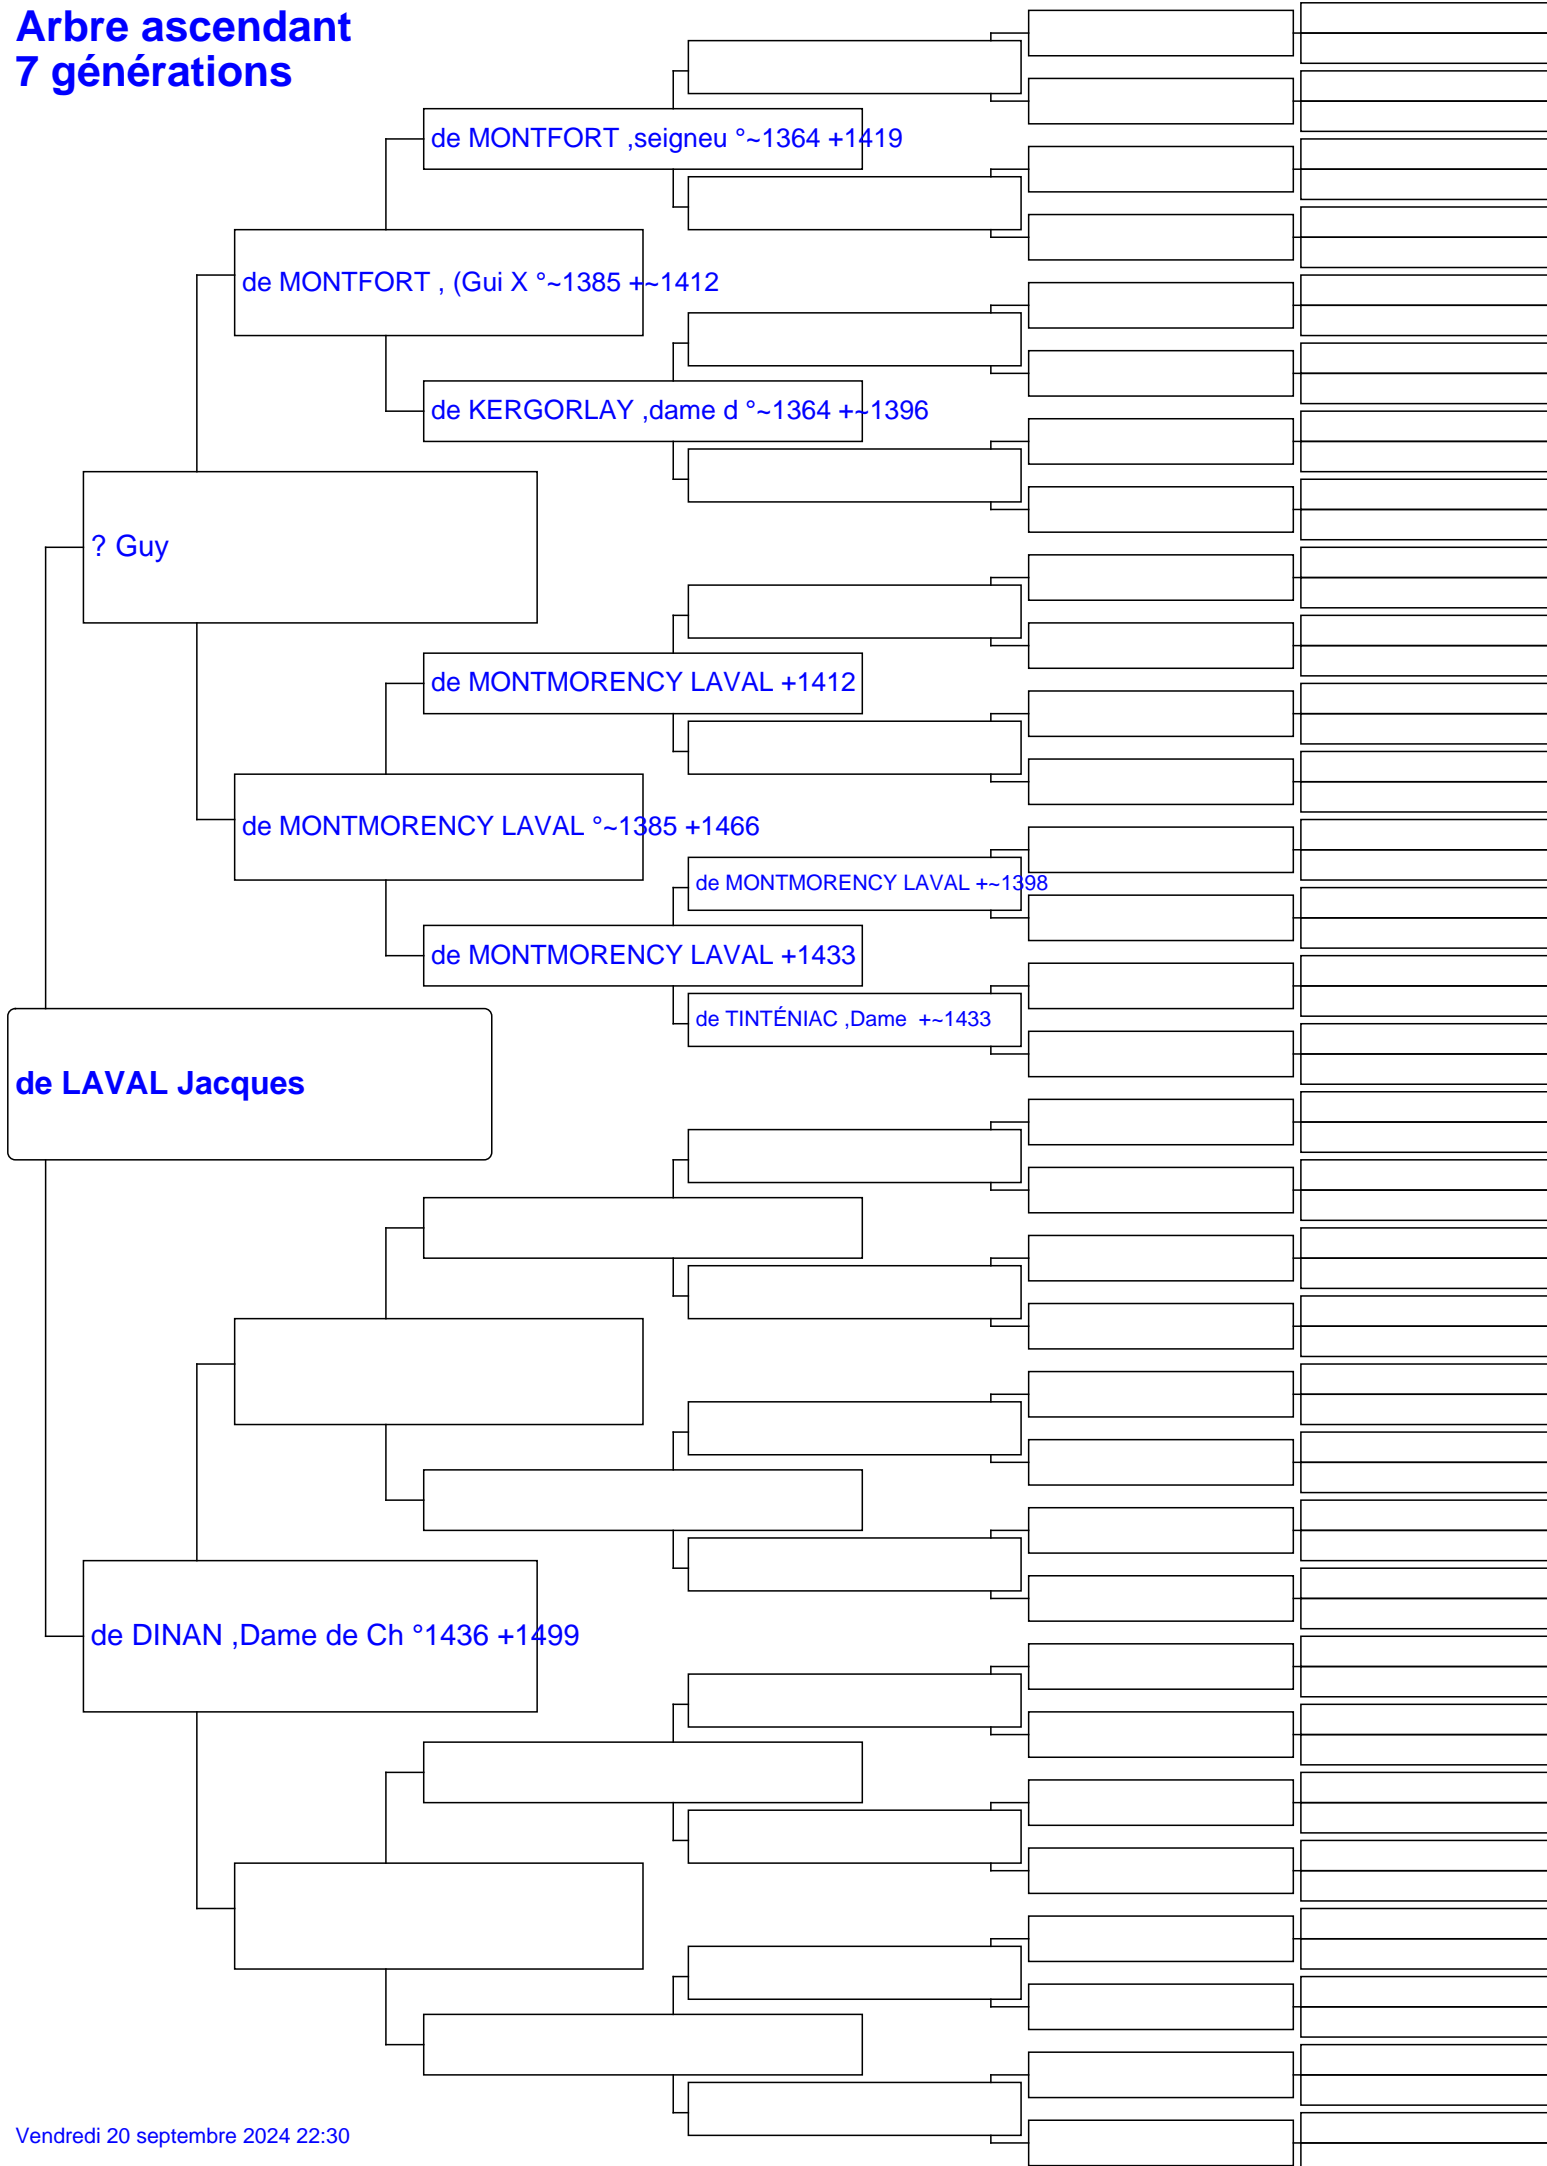 Arbre ascendant
7 générations
de MONTFORT ,seigneu °~1364 +1419
de MONTFORT , (Gui X °~1385 +~1412
de KERGORLAY ,dame d °~1364 +~1396
? Guy
de MONTMORENCY LAVAL +1412
de MONTMORENCY LAVAL °~1385 +1466
de MONTMORENCY LAVAL +~1398
de MONTMORENCY LAVAL +1433
de TINTÉNIAC ,Dame  +~1433
de LAVAL Jacques
de DINAN ,Dame de Ch °1436 +1499
Vendredi 20 septembre 2024 22:30